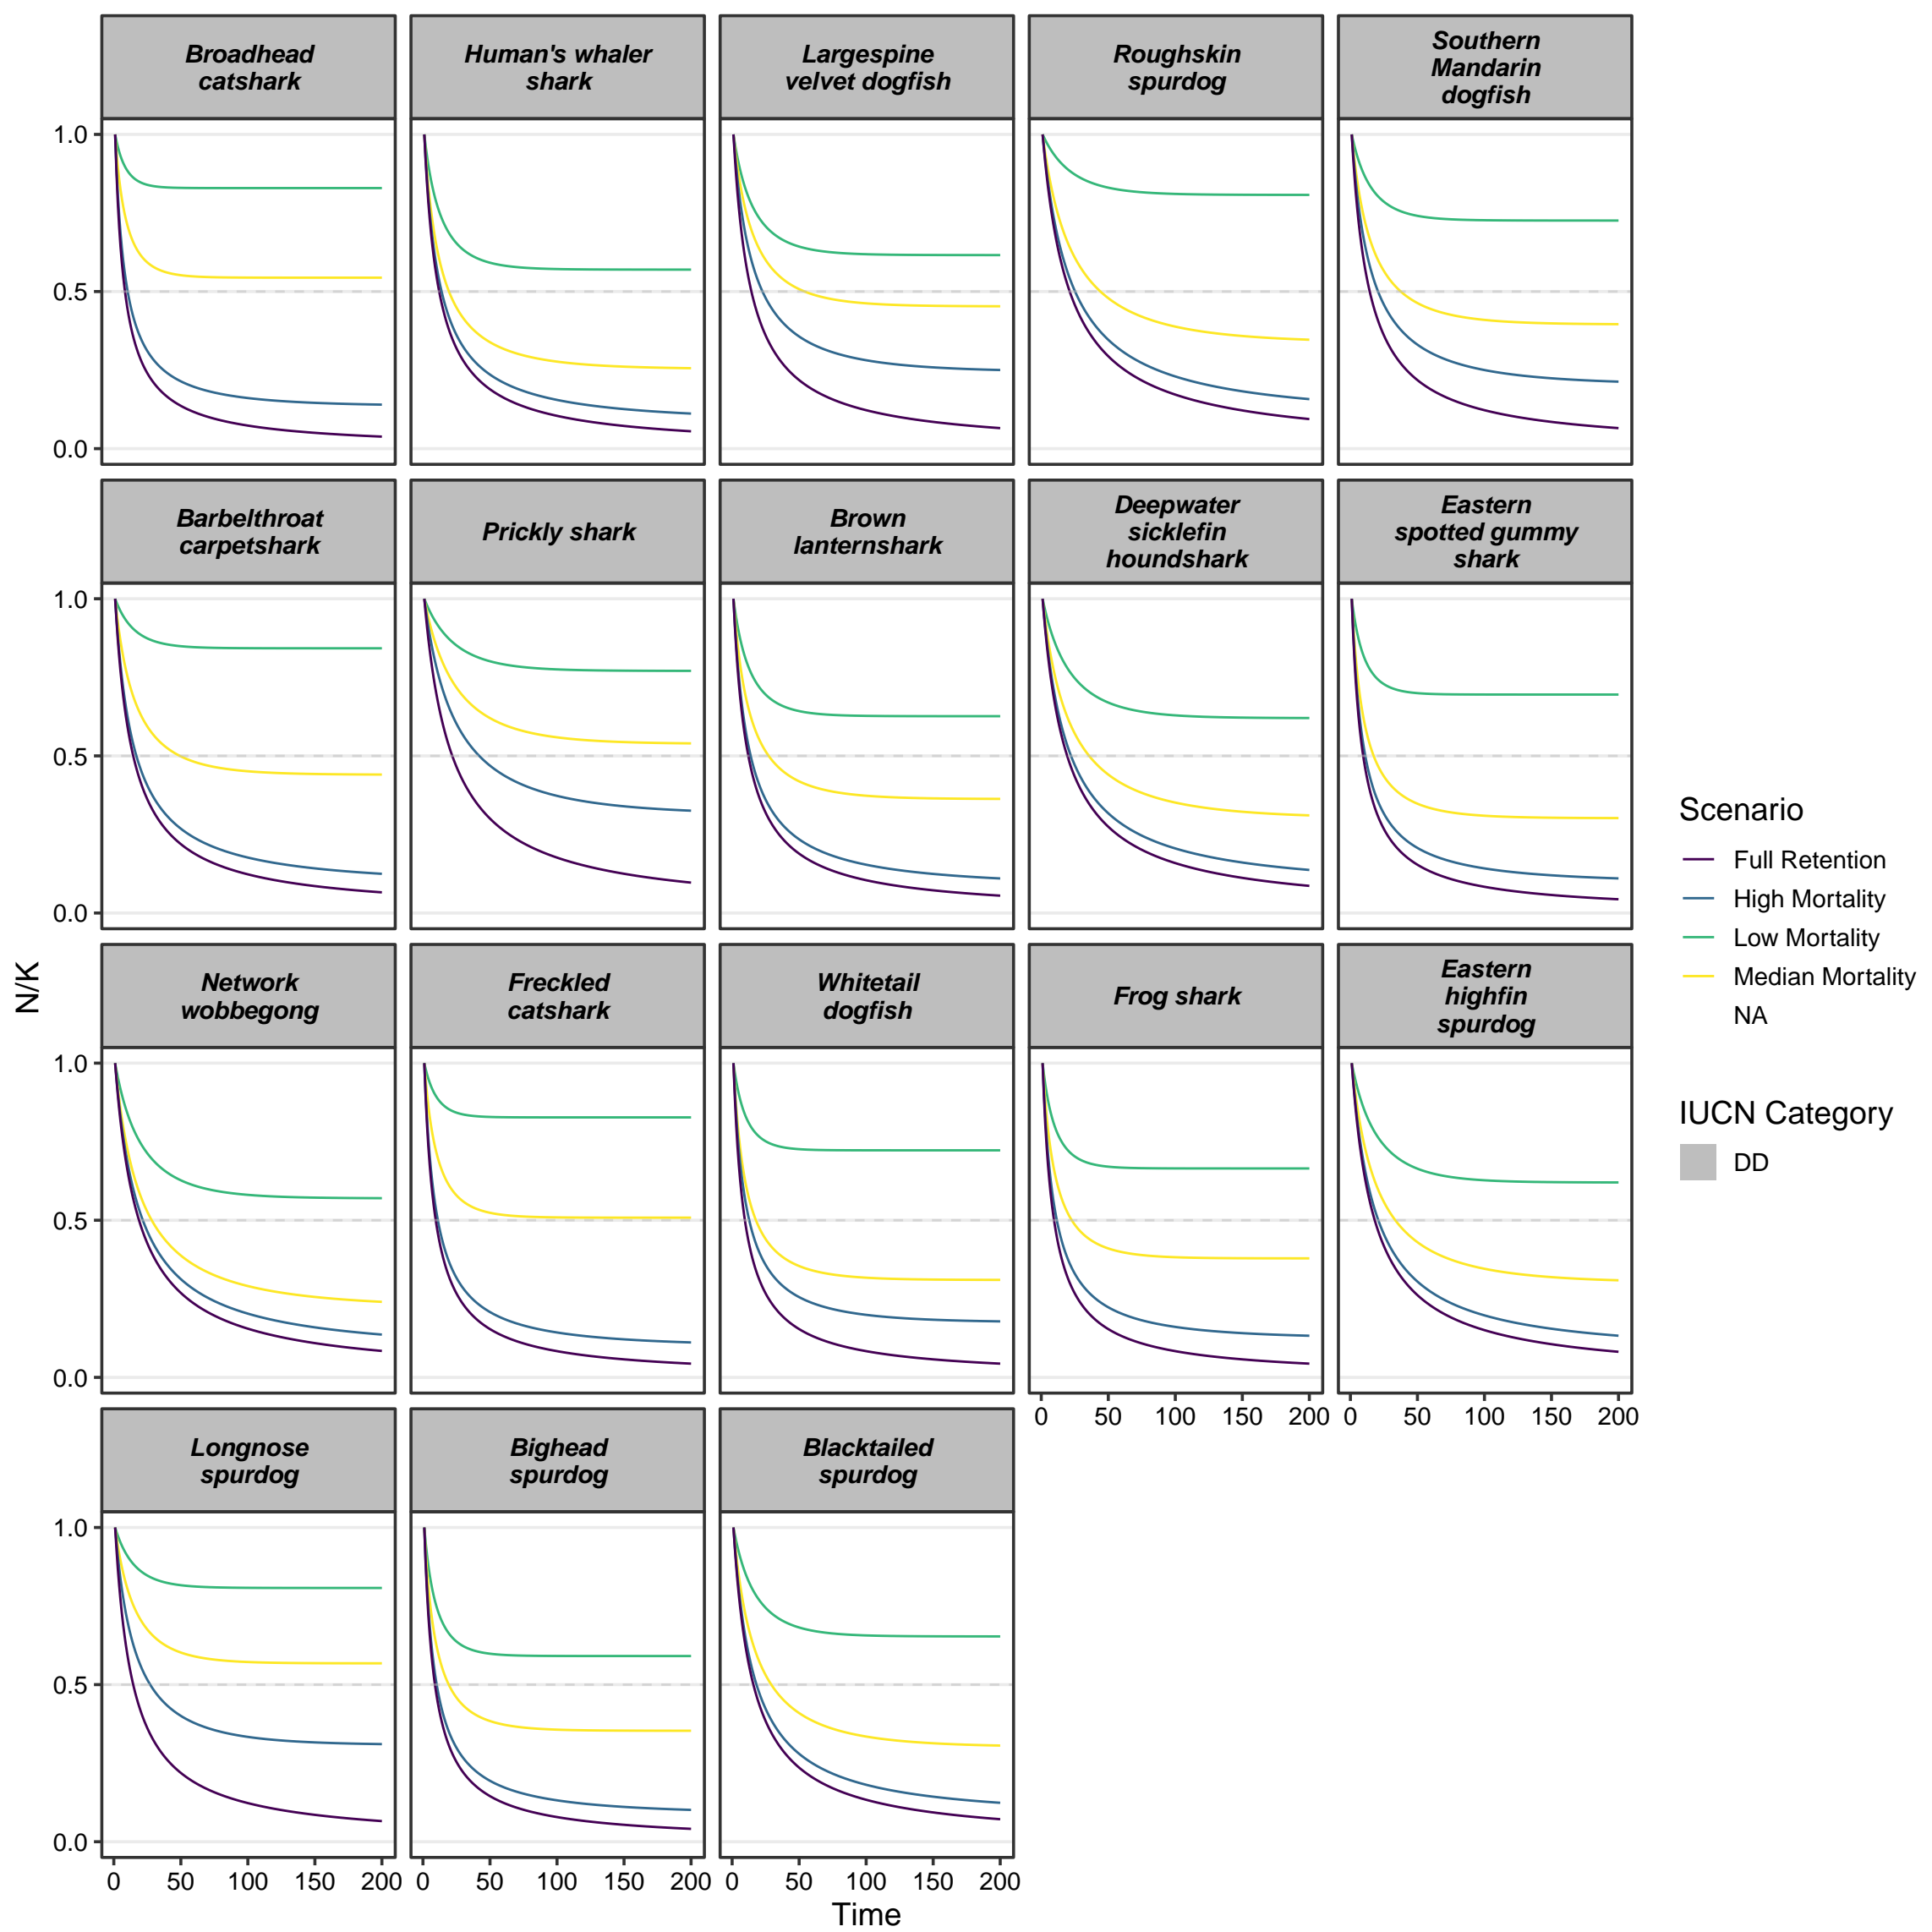 Broadhead
catshark
Human's whaler
shark
Largespine
velvet dogfish
Roughskin
spurdog
Southern
Mandarin
dogfish
1.0
0.5
0.0
Barbelthroat
carpetshark
Prickly shark
Brown
lanternshark
Deepwater
sicklefin
houndshark
Eastern
spotted gummy
shark
1.0
0.5
0.0
Network
wobbegong
Freckled
catshark
Whitetail
dogfish
Frog shark
Eastern
highfin
spurdog
1.0
0.5
0.0
0 50 100 150 200
0 50 100 150 200
Longnose
spurdog
Bighead
spurdog
Blacktailed
spurdog
1.0
0.5
0.0
0 50 100 150 200
0 50 100 150 200
0 50 100 150 200
Time
N/K
Scenario
Full Retention
High Mortality
Low Mortality
Median Mortality
NA
IUCN Category
DD